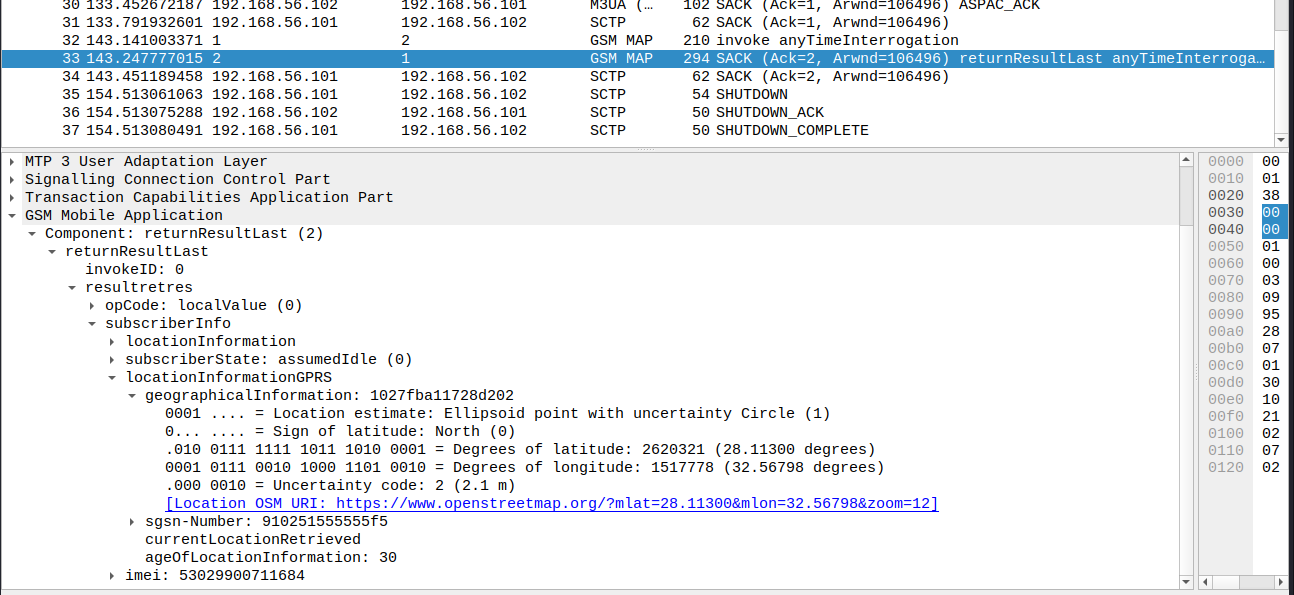 30 133.452672187 192.168.56.102 192.168.56.101 M3UA (… 102 SACK (Ack=1, Arwnd=106496) ASPAC_ACK
31 133.791932601 192.168.56.101 192.168.56.102 SCTP 62 SACK (Ack=1, Arwnd=106496)
32 143.141003371 1 2 GSM MAP 210 invoke anyTimeInterrogation
33 143.247777015 2 1 GSM MAP 294 SACK (Ack=2, Arwnd=106496) returnResultLast anyTimeInterroga…
34 143.451189458 192.168.56.101 192.168.56.102 SCTP 62 SACK (Ack=2, Arwnd=106496)
35 154.513061063 192.168.56.101 192.168.56.102 SCTP 54 SHUTDOWN
36 154.513075288 192.168.56.102 192.168.56.101 SCTP 50 SHUTDOWN_ACK
37 154.513080491 192.168.56.101 192.168.56.102 SCTP 50 SHUTDOWN_COMPLETE
MTP 3 User Adaptation Layer
Signalling Connection Control Part
Transaction Capabilities Application Part
GSM Mobile Application
Component: returnResultLast (2)
returnResultLast
invokeID: 0
resultretres
opCode: localValue (0)
subscriberInfo
locationInformation
subscriberState: assumedIdle (0)
locationInformationGPRS
geographicalInformation: 1027fba11728d202
0001 .... = Location estimate: Ellipsoid point with uncertainty Circle (1)
0... .... = Sign of latitude: North (0)
.010 0111 1111 1011 1010 0001 = Degrees of latitude: 2620321 (28.11300 degrees)
0001 0111 0010 1000 1101 0010 = Degrees of longitude: 1517778 (32.56798 degrees)
.000 0010 = Uncertainty code: 2 (2.1 m)
[Location OSM URI: https://www.openstreetmap.org/?mlat=28.11300&mlon=32.56798&zoom=12]
sgsn-Number: 910251555555f5
currentLocationRetrieved
ageOfLocationInformation: 30
imei: 53029900711684
0000 00
0010 01
0020 38
0030 00
0040 00
0050 01
0060 00
0070 03
0080 09
0090 95
00a0 28
00b0 07
00c0 01
00d0 30
00e0 10
00f0 21
0100 02
0110 07
0120 02